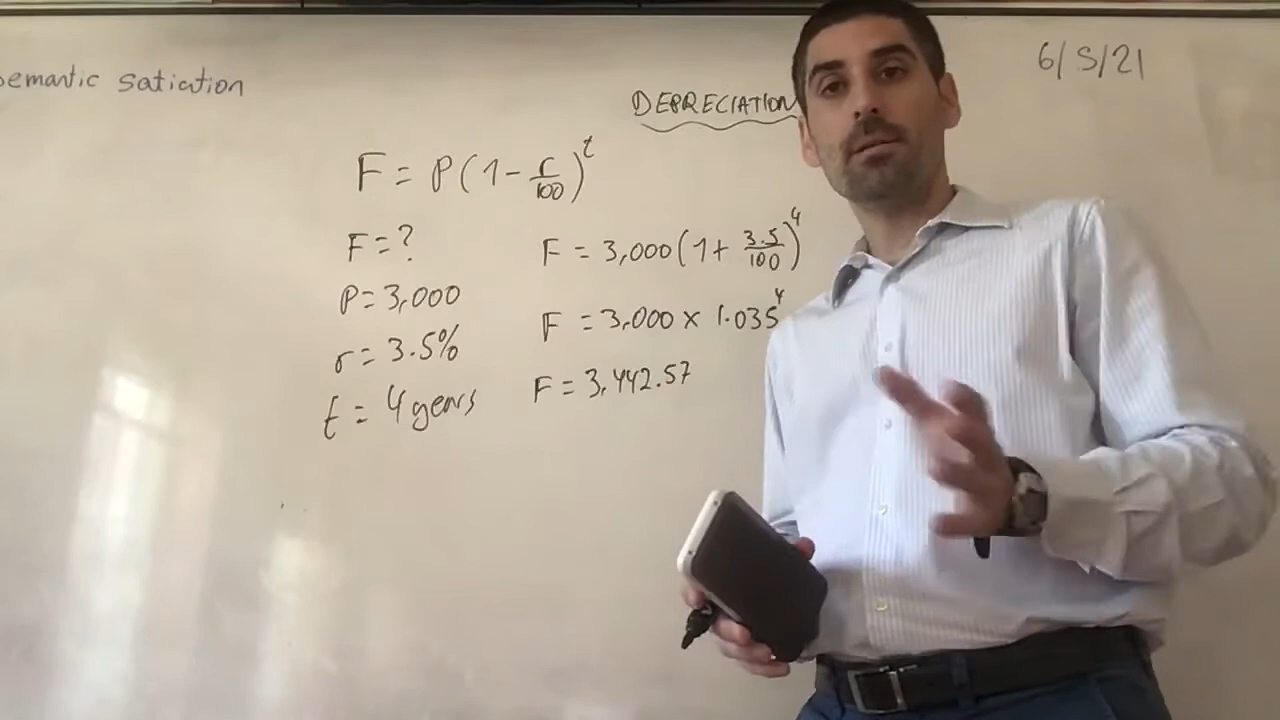 semantic satiation
6/5/21
DEPRECIATION
F = P(1 - r/100)^t
F = ?
P = 3,000
r = 3.5%
t = 4 years
F = 3,000(1 + 3.5/100)^4
F = 3,000 x 1.035^4
F = 3,442.57